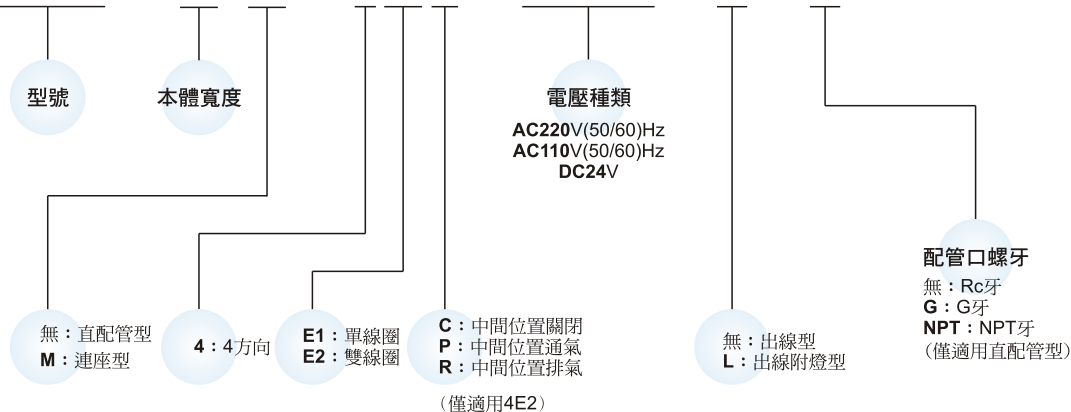 型號
本體寬度
電壓種類
AC220V(50/60)Hz
AC110V(50/60)Hz
DC24V
配管口螺牙
無：Rc牙
G：G牙
NPT：NPT牙
(僅適用直配管型)
無：直配管型
M：連座型
4：4方向
E1：單線圈
E2：雙線圈
C：中間位置關閉
P：中間位置通氣
R：中間位置排氣
（僅適用4E2）
無：出線型
L：出線附燈型